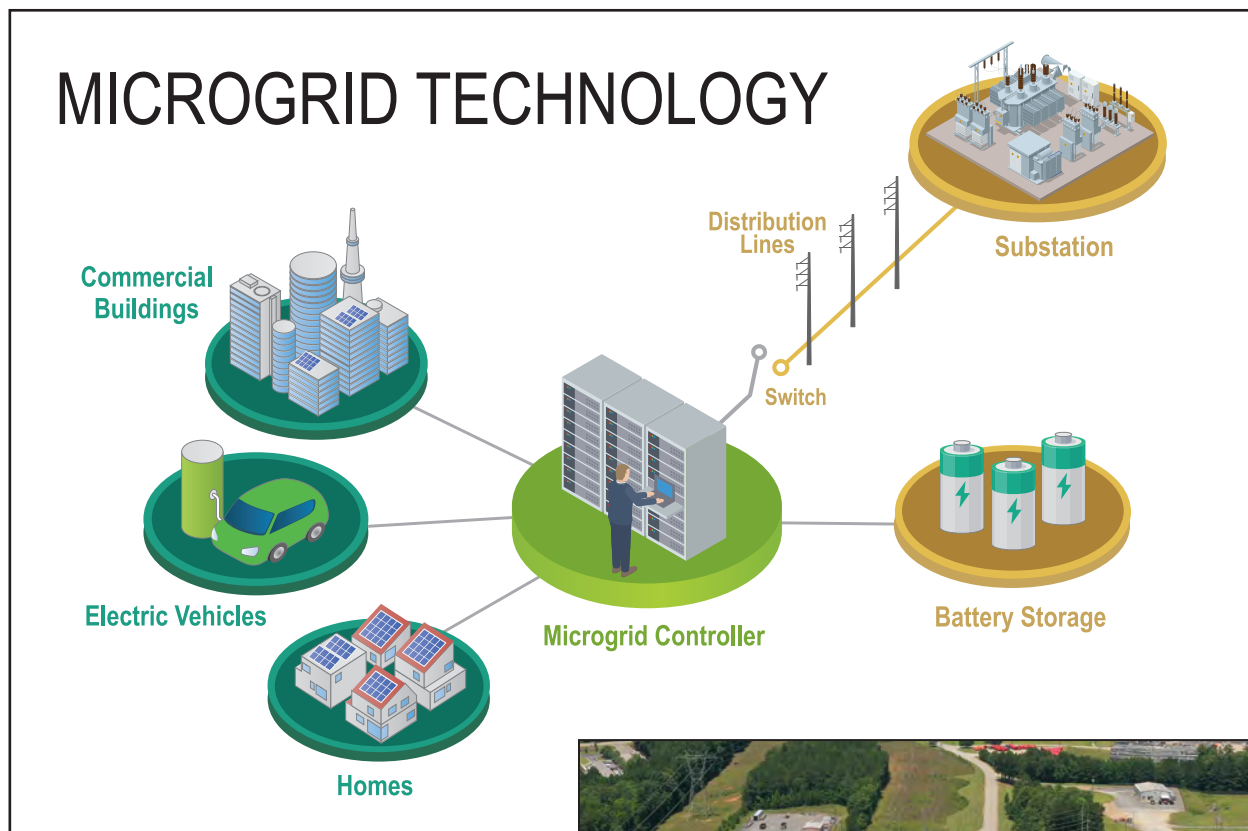 MICROGRID TECHNOLOGY
Commercial
Buildings
Distribution
Lines
Substation
Switch
Electric Vehicles
Microgrid Controller
Battery Storage
Homes